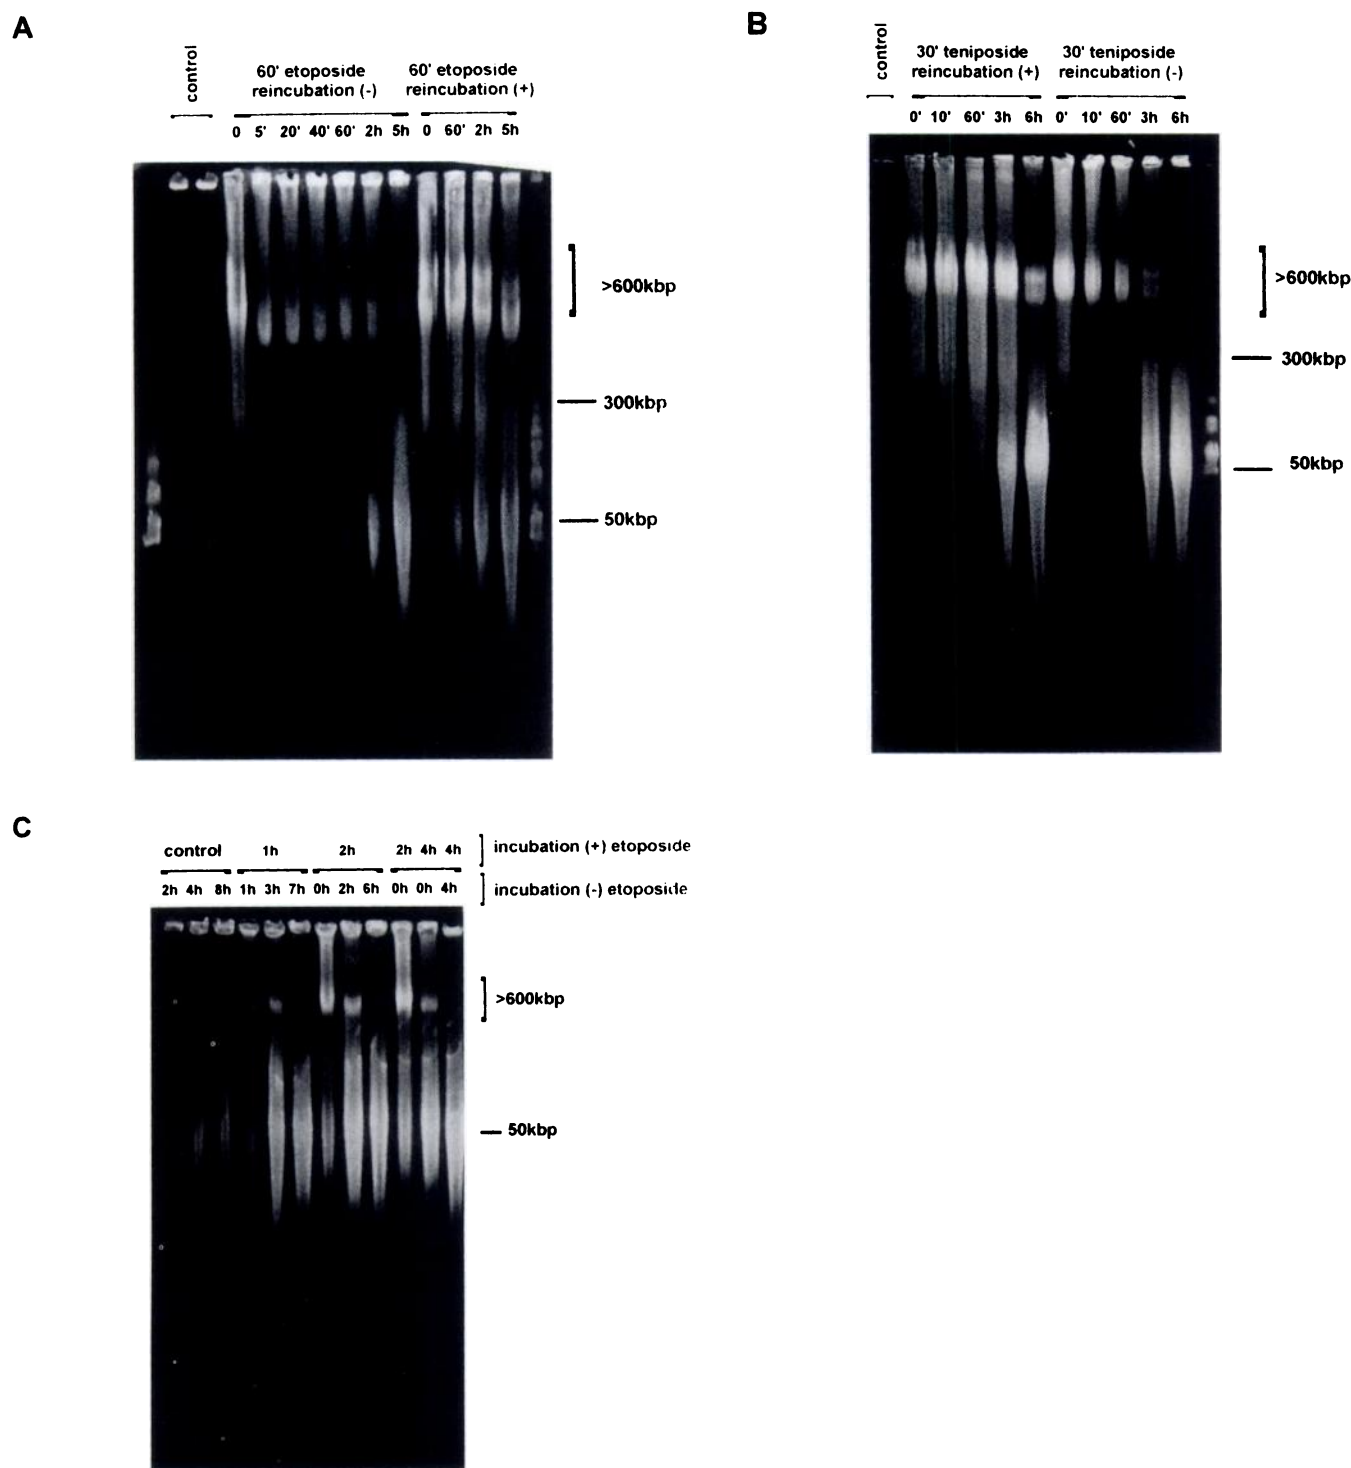 A
control
60' etoposide
reincubation (-)
60' etoposide
reincubation (+)
0 5' 20' 40' 60' 2h 5h 0 60' 2h 5h
>600kbp
300kbp
50kbp
B
control
30' teniposide
reincubation (+)
30' teniposide
reincubation (-)
0' 10' 60' 3h 6h 0' 10' 60' 3h 6h
>600kbp
300kbp
50kbp
C
control 1h 2h 2h 4h 4h incubation (+) etoposide
2h 4h 8h 1h 3h 7h 0h 2h 6h 0h 0h 4h incubation (-) etoposide
>600kbp
50kbp